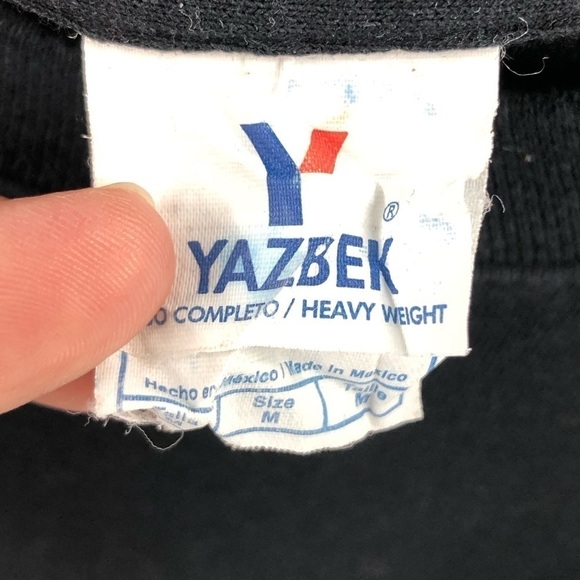 Y
YAZBEK®
O COMPLETO / HEAVY WEIGHT
Hecho en México / Made in Mexico
Size
M